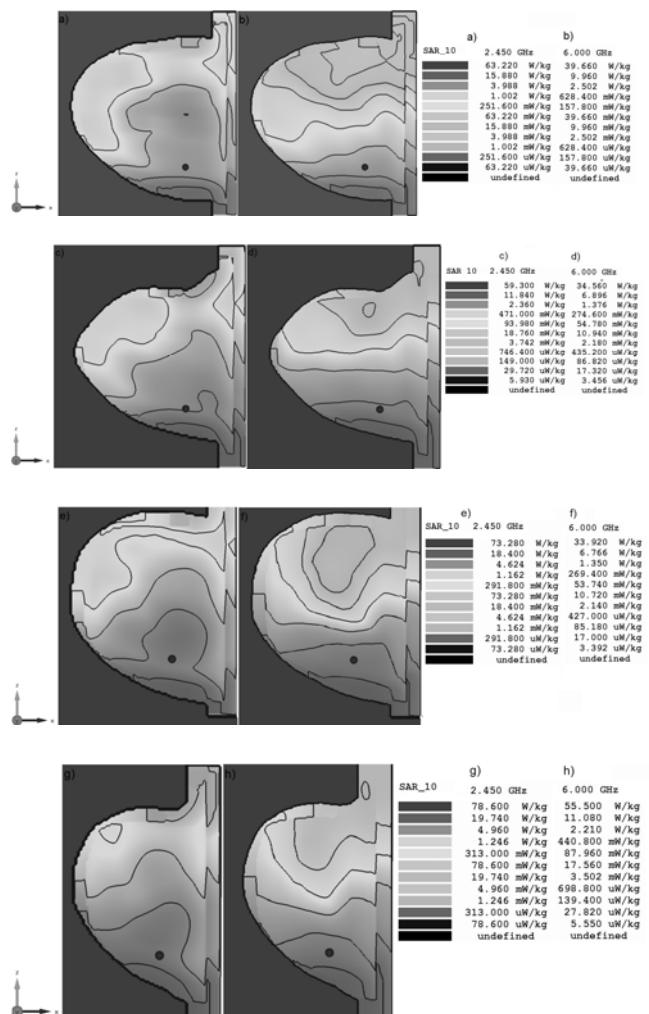 a) b) a) b)
SAR_10 2.450 GHz 6.000 GHz
63.220 W/kg 39.660 W/kg
15.880 W/kg 9.960 W/kg
3.988 W/kg 2.502 W/kg
1.002 W/kg 628.400 mW/kg
251.600 mW/kg 157.800 mW/kg
63.220 mW/kg 39.660 mW/kg
15.880 mW/kg 9.960 mW/kg
3.988 mW/kg 2.502 mW/kg
1.002 mW/kg 628.400 uW/kg
251.600 uW/kg 157.800 uW/kg
63.220 uW/kg 39.660 uW/kg
undefined undefined
z
x
c) d) c) d)
SAR 10 2.450 GHz 6.000 GHz
59.300 W/kg 34.560 W/kg
11.840 W/kg 6.896 W/kg
2.360 W/kg 1.376 W/kg
471.000 mW/kg 274.600 mW/kg
93.980 mW/kg 54.780 mW/kg
18.760 mW/kg 10.940 mW/kg
3.742 mW/kg 2.180 mW/kg
746.400 uW/kg 435.200 uW/kg
149.000 uW/kg 86.820 uW/kg
29.720 uW/kg 17.320 uW/kg
5.930 uW/kg 3.456 uW/kg
undefined undefined
z
x
e) f) e) f)
SAR_10 2.450 GHz 6.000 GHz
73.280 W/kg 33.920 W/kg
18.400 W/kg 6.766 W/kg
4.624 W/kg 1.350 W/kg
1.162 W/kg 269.400 mW/kg
291.800 mW/kg 53.740 mW/kg
73.280 mW/kg 10.720 mW/kg
18.400 mW/kg 2.140 mW/kg
4.624 mW/kg 427.000 uW/kg
1.162 mW/kg 85.180 uW/kg
291.800 uW/kg 17.000 uW/kg
73.280 uW/kg 3.392 uW/kg
undefined undefined
z
x
g) h) g) h)
SAR_10 2.450 GHz 6.000 GHz
78.600 W/kg 55.500 W/kg
19.740 W/kg 11.080 W/kg
4.960 W/kg 2.210 W/kg
1.246 W/kg 440.800 mW/kg
313.000 mW/kg 87.960 mW/kg
78.600 mW/kg 17.560 mW/kg
19.740 mW/kg 3.502 mW/kg
4.960 mW/kg 698.800 uW/kg
1.246 mW/kg 139.400 uW/kg
313.000 uW/kg 27.820 uW/kg
78.600 uW/kg 5.550 uW/kg
undefined undefined
z
x